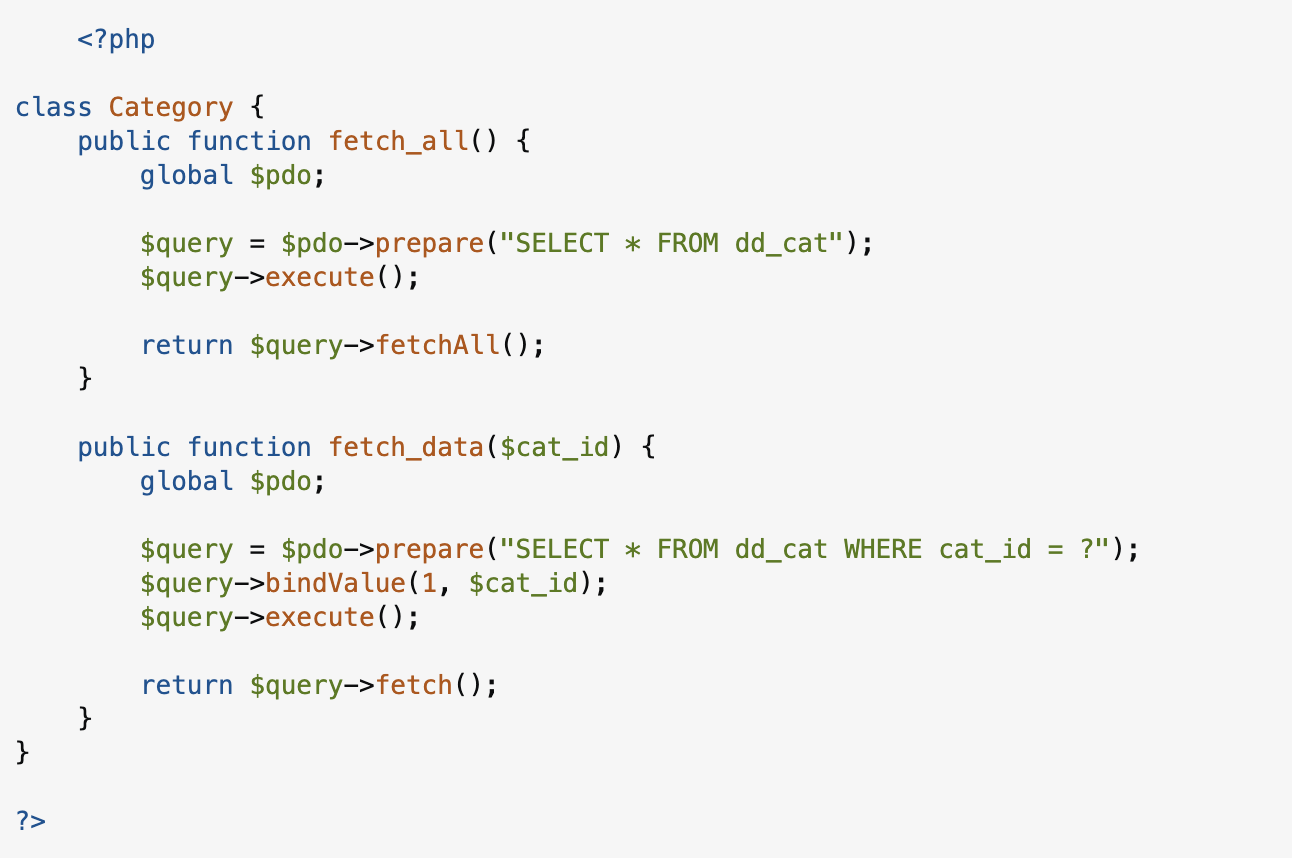 <?php

class Category {
    public function fetch_all() {
        global $pdo;

        $query = $pdo->prepare("SELECT * FROM dd_cat");
        $query->execute();

        return $query->fetchAll();
    }

    public function fetch_data($cat_id) {
        global $pdo;

        $query = $pdo->prepare("SELECT * FROM dd_cat WHERE cat_id = ?");
        $query->bindValue(1, $cat_id);
        $query->execute();

        return $query->fetch();
    }
}

?>